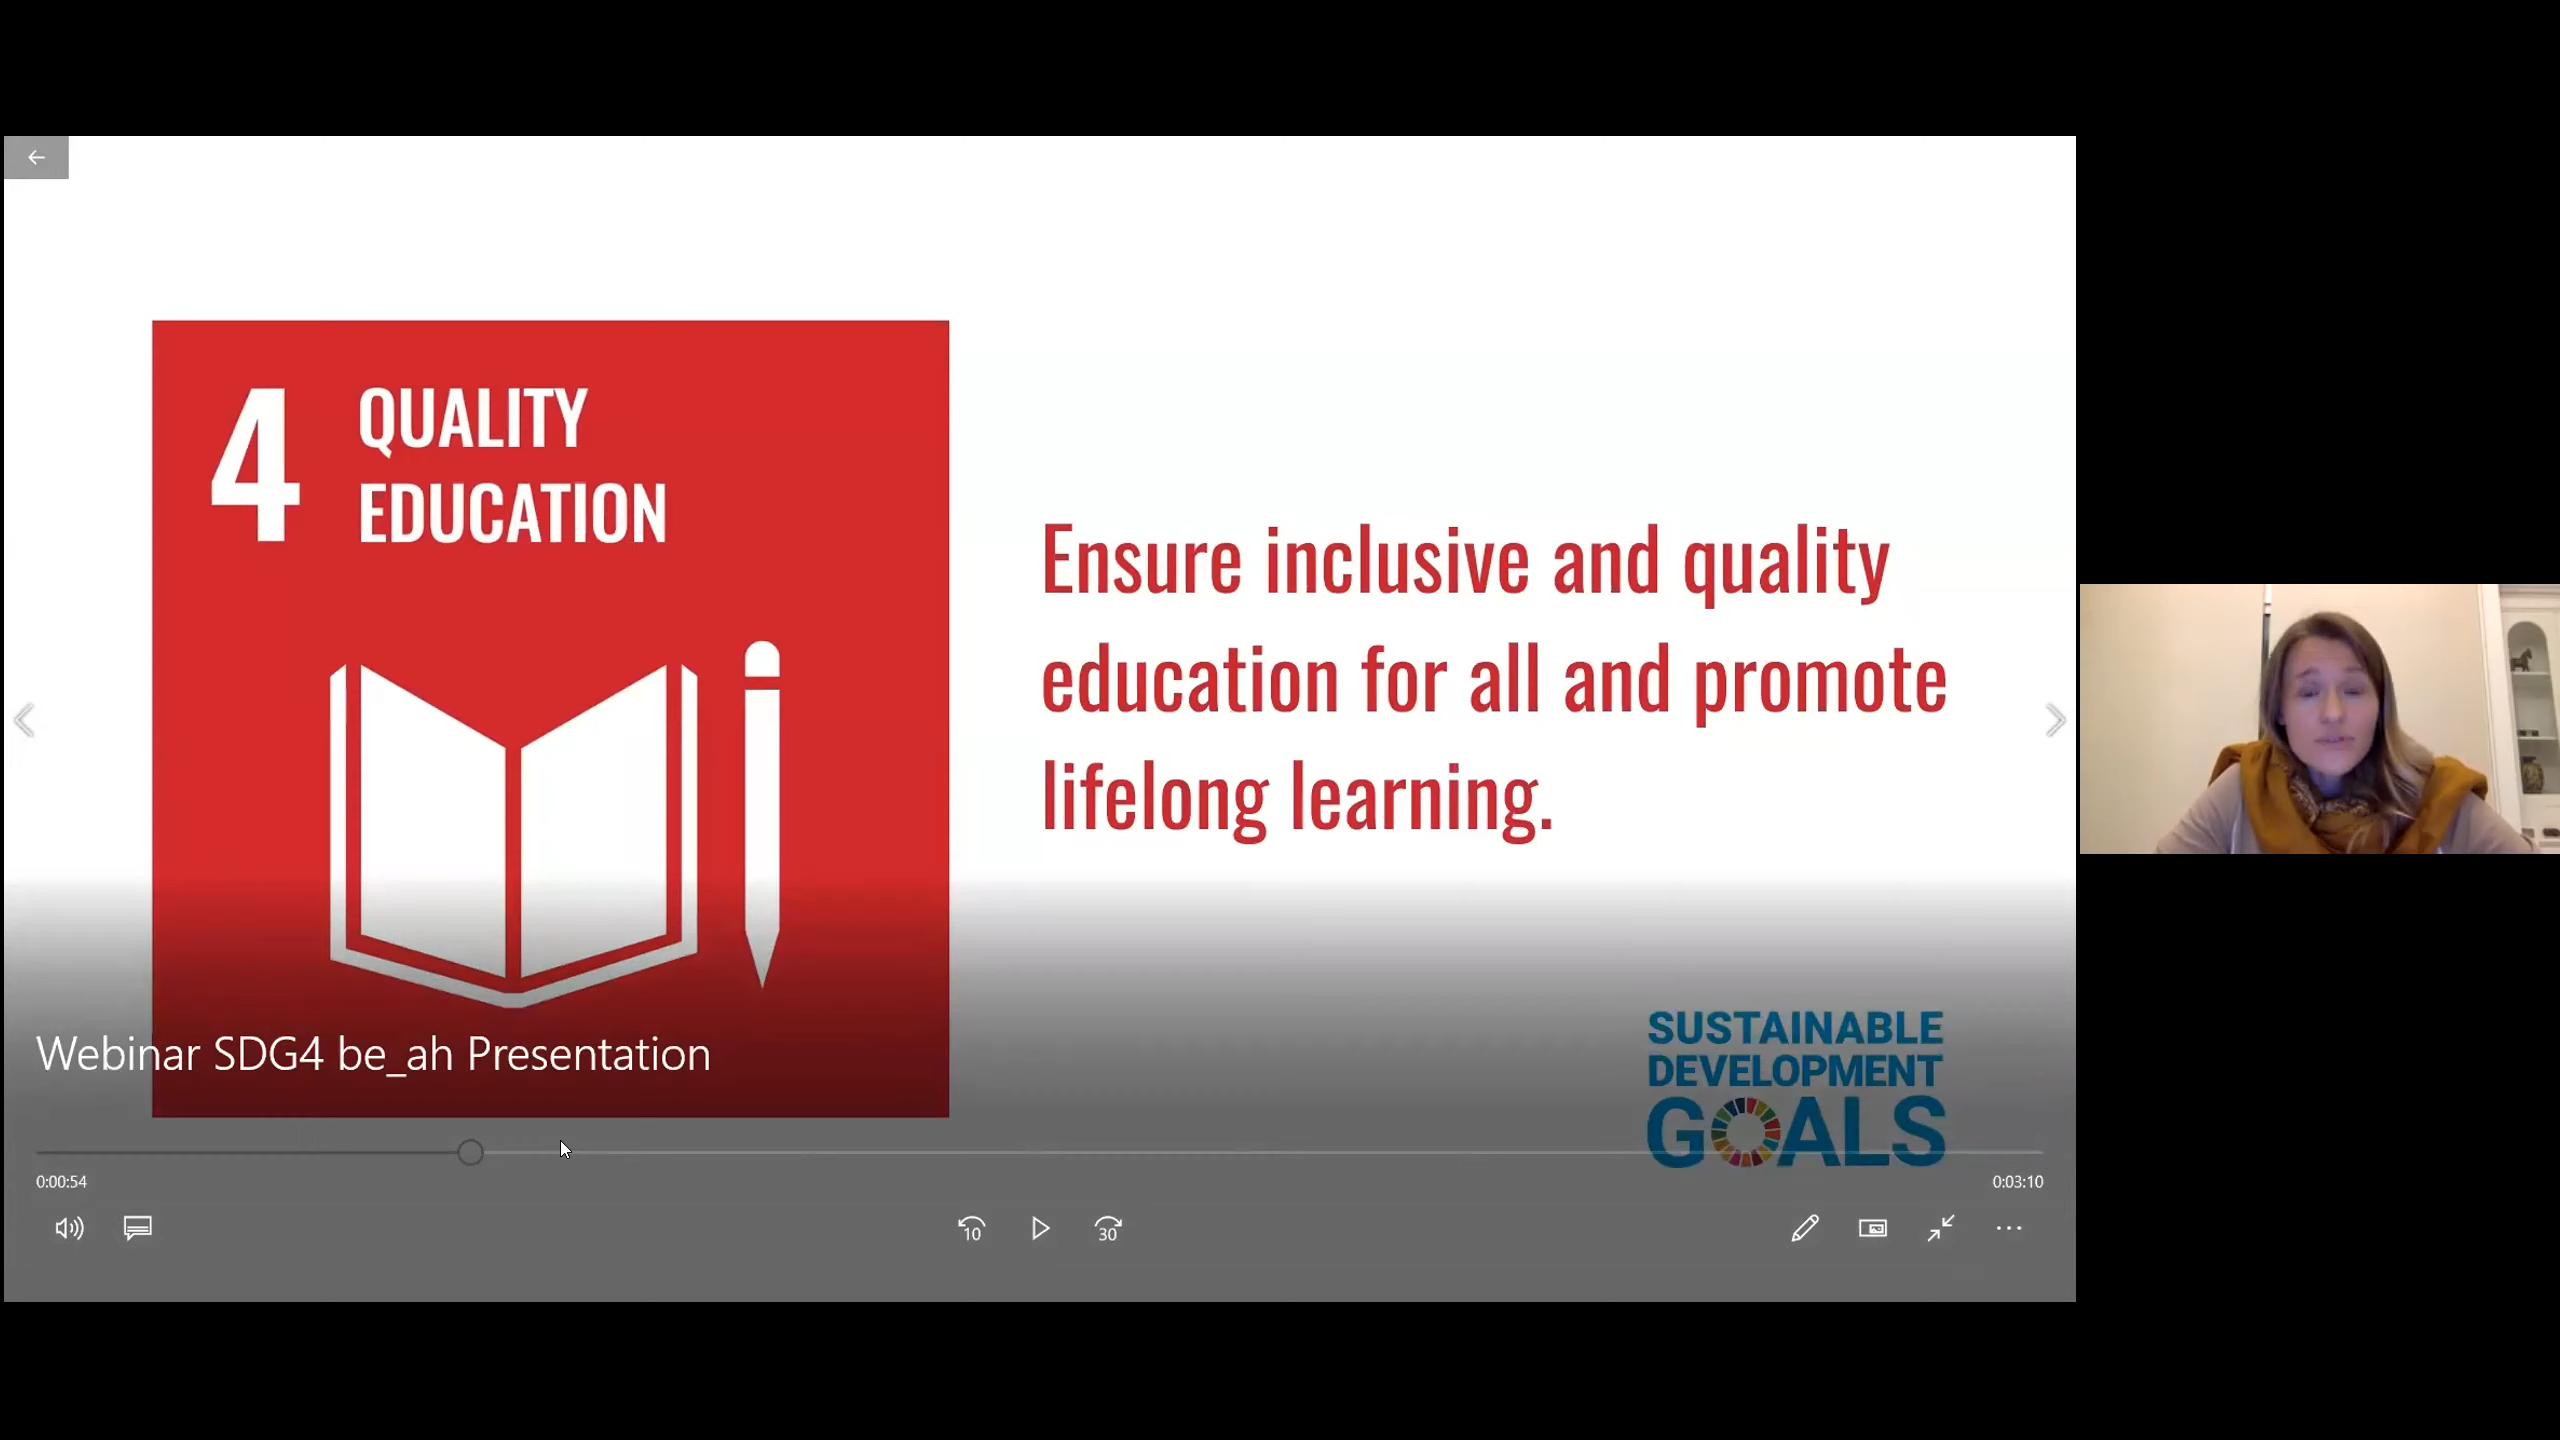 4 QUALITY
EDUCATION
Ensure inclusive and quality
education for all and promote
lifelong learning.
Webinar SDG4 be_ah Presentation
SUSTAINABLE
DEVELOPMENT
GOALS
0:00:54
0:03:10
10
30